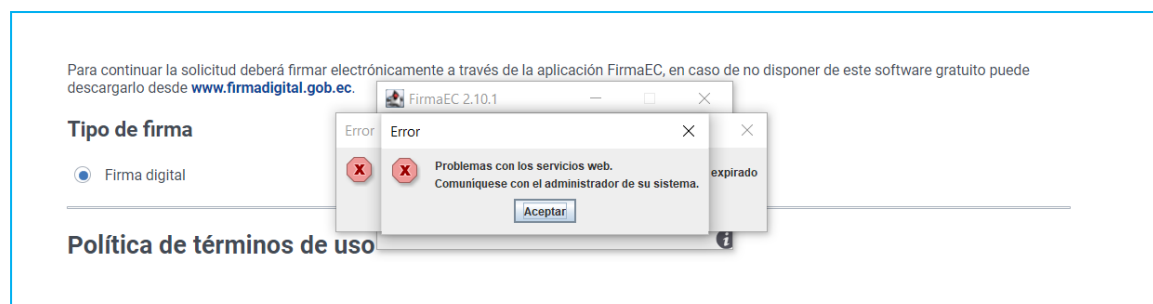 Para continuar la solicitud deberá firmar electrónicamente a través de la aplicación FirmaEC, en caso de no disponer de este software gratuito puede
descargarlo desde www.firmadigital.gob.ec.
FirmaEC 2.10.1
Tipo de firma
Error
Error
Problemas con los servicios web.
Comuníquese con el administrador de su sistema.
expirado
Firma digital
Aceptar
Política de términos de uso